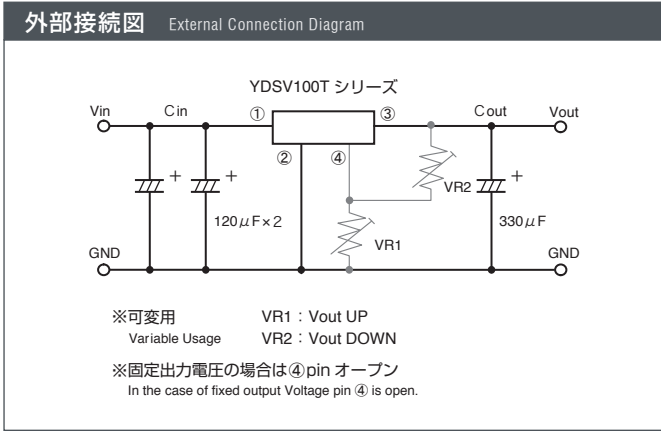 外部接続図 External Connection Diagram
YDSV100T シリーズ
Vin Cin ① ③ Cout Vout
② ④
+ + VR2 +
120μF×2 VR1 330μF
GND GND
※可変用 VR1：Vout UP
Variable Usage VR2：Vout DOWN
※固定出力電圧の場合は④pin オープン
In the case of fixed output Voltage pin ④ is open.